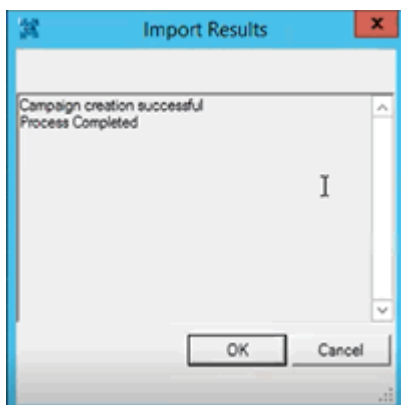 Import Results
x
Campaign creation successful
Process Completed
OK
Cancel